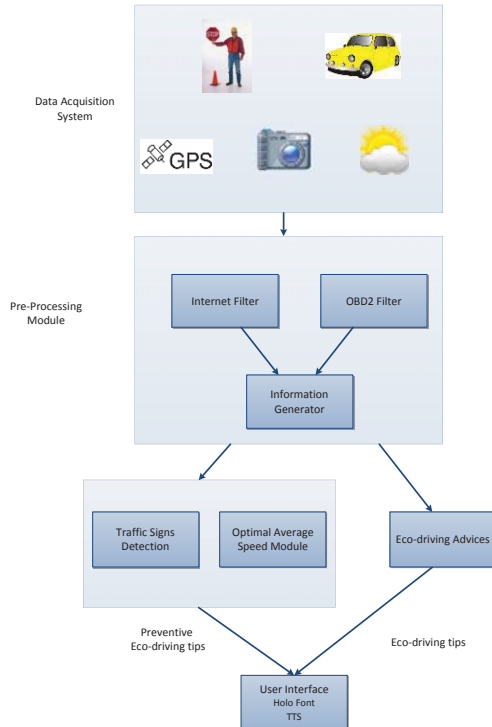 STOP
Data Acquisition
System
GPS
Pre-Processing
Module
Internet Filter
OBD2 Filter
Information
Generator
Traffic Signs
Detection
Optimal Average
Speed Module
Eco-driving Advices
Preventive
Eco-driving tips
Eco-driving tips
User Interface
Holo Font
TTS